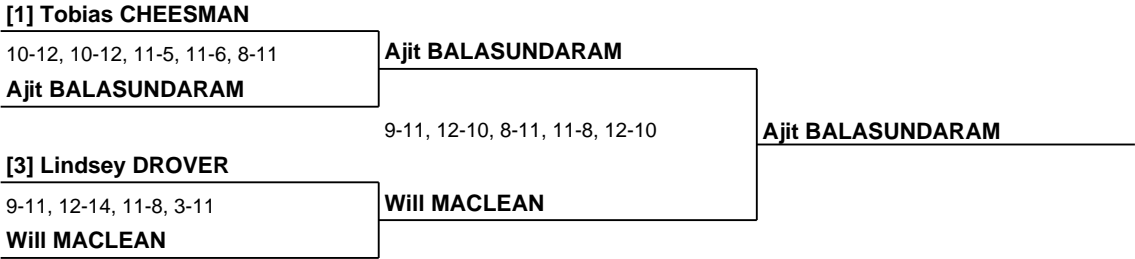 [1] Tobias CHEESMAN
10-12, 10-12, 11-5, 11-6, 8-11
Ajit BALASUNDARAM
Ajit BALASUNDARAM
9-11, 12-10, 8-11, 11-8, 12-10
Ajit BALASUNDARAM
[3] Lindsey DROVER
9-11, 12-14, 11-8, 3-11
Will MACLEAN
Will MACLEAN